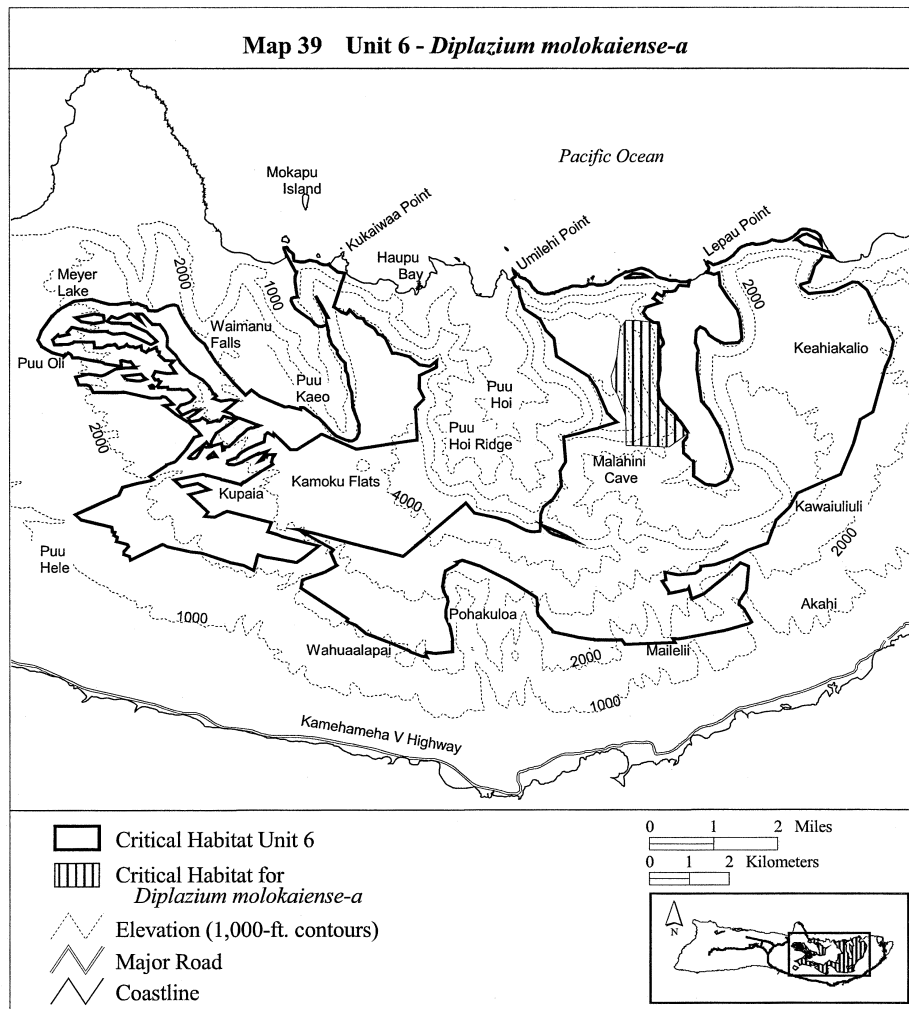 Map 39 Unit 6 - Diplazium molokaiense-a
Pacific Ocean
Mokapu
Island
Kukaiwaa Point
Haupu
Bay
Umilehi Point
Lepau Point
Meyer
Lake
2000
1000
2000
Waimanu
Falls
Keahiakalio
Puu Oli
Puu
Kaeo
Puu
Hoi
Puu
Hoi Ridge
2000
Malahini
Cave
Kamoku Flats
Kupaia
4000
Kawaiuliuli
2000
Puu
Hele
Akahi
1000
Pohakuloa
Wahuaalapai
2000
Mailelii
1000
Kamehameha V Highway
Critical Habitat Unit 6
Critical Habitat for
Diplazium molokaiense-a
Elevation (1,000-ft. contours)
Major Road
Coastline
0 1 2 Miles
0 1 2 Kilometers
N